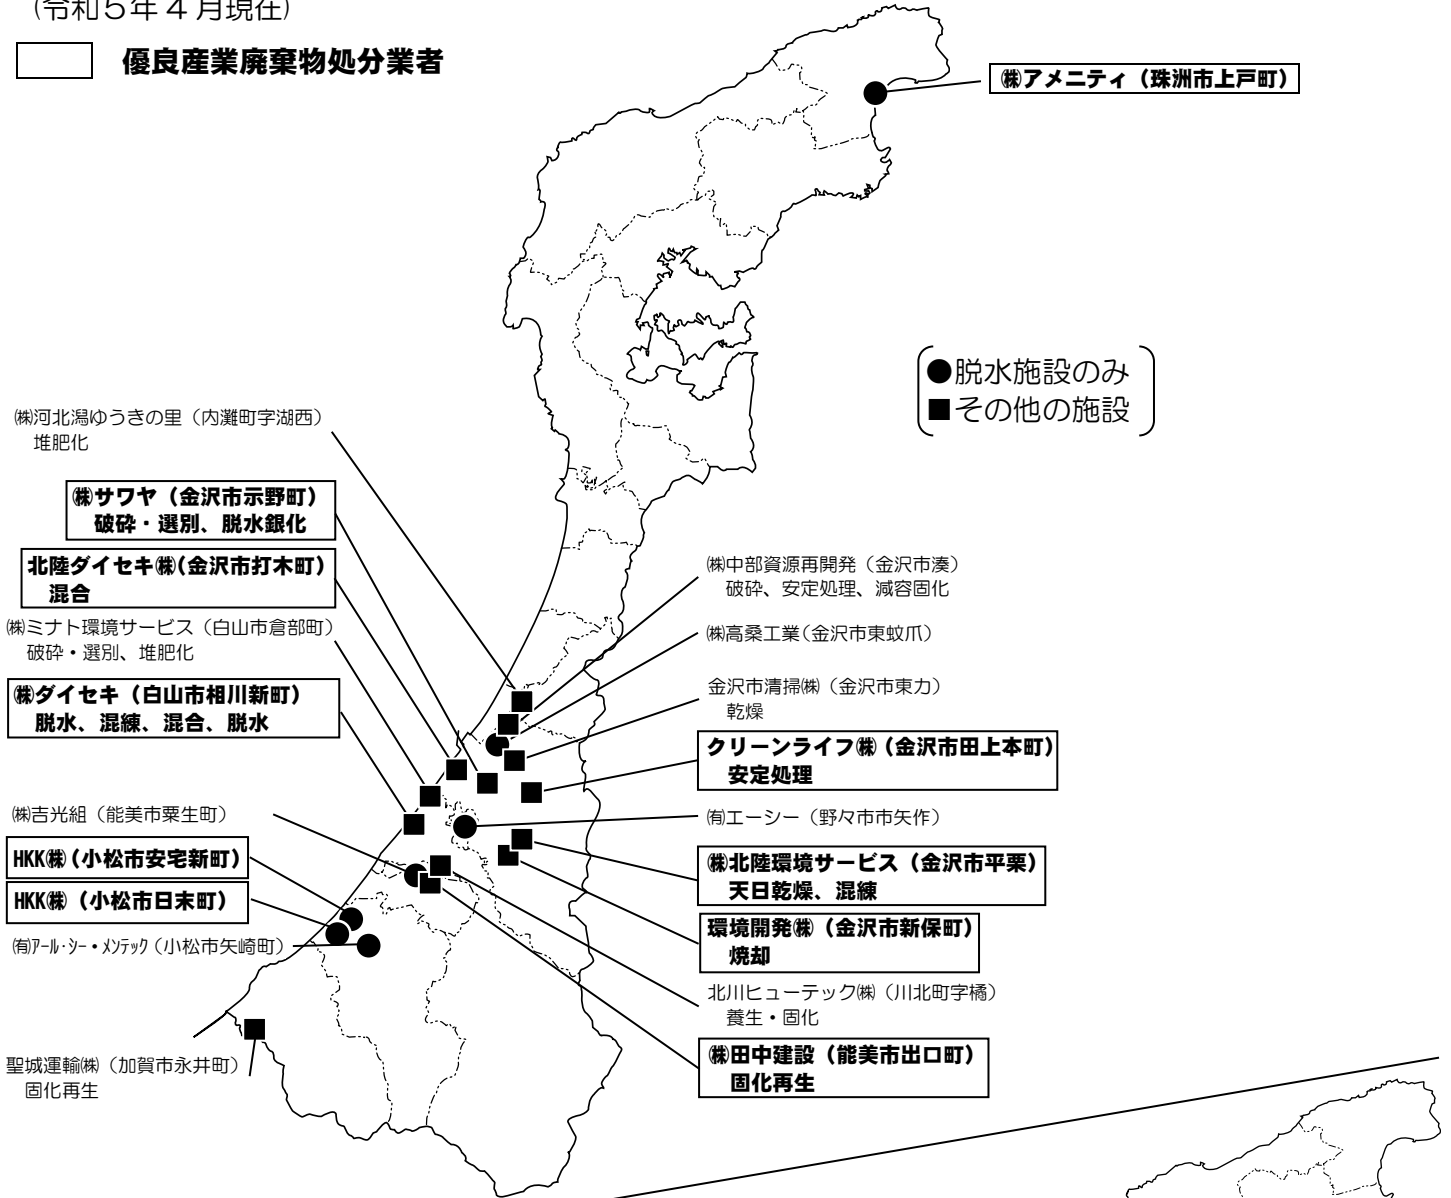 (令和５年４月現在)
優良産業廃棄物処分業者
㈱アメニティ（珠洲市上戸町）
●脱水施設のみ
■その他の施設
㈱河北潟ゆうきの里（内灘町字湖西）
堆肥化
㈱サワヤ（金沢市示野町）
破砕・選別、脱水銀化
北陸ダイセキ㈱(金沢市打木町)
混合
㈱ミナト環境サービス（白山市倉部町）
破砕・選別、堆肥化
㈱ダイセキ（白山市相川新町）
脱水、混練、混合、脱水
㈱吉光組（能美市粟生町）
HKK㈱(小松市安宅新町)
HKK㈱（小松市日末町）
㈲ｱｰﾙ･ｼｰ・ﾒﾝﾃｯｸ（小松市矢崎町）
聖城運輸㈱（加賀市永井町）
固化再生
㈱中部資源再開発（金沢市湊）
破砕、安定処理、減容固化
㈱高桑工業(金沢市東蚊爪)
金沢市清掃㈱（金沢市東力）
乾燥
クリーンライフ㈱（金沢市田上本町）
安定処理
㈲エーシー（野々市市矢作）
㈱北陸環境サービス（金沢市平栗）
天日乾燥、混練
環境開発㈱（金沢市新保町）
焼却
北川ヒューテック㈱（川北町字橘）
養生・固化
㈱田中建設（能美市出口町）
固化再生